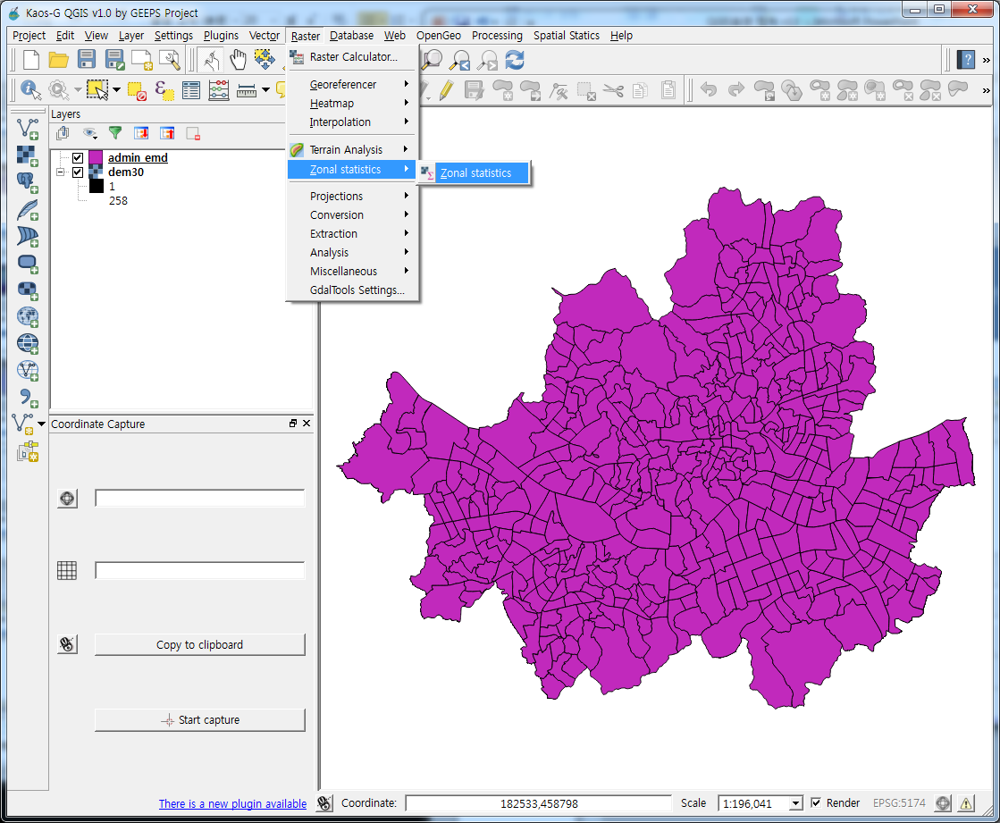 Kaos-G QGIS v1.0 by GEEPS Project
Project Edit View Layer Settings Plugins Vector Raster Database Web OpenGeo Processing Spatial Statics Help
Raster Calculator...
Georeferencer
Heatmap
Interpolation
Terrain Analysis
Zonal statistics
Zonal statistics
Projections
Conversion
Extraction
Analysis
Miscellaneous
GdalTools Settings...
Layers
admin_emd
dem30
1
258
Coordinate Capture
Copy to clipboard
Start capture
There is a new plugin available
Coordinate: 182533,458798 Scale 1:196,041 Render EPSG:5174